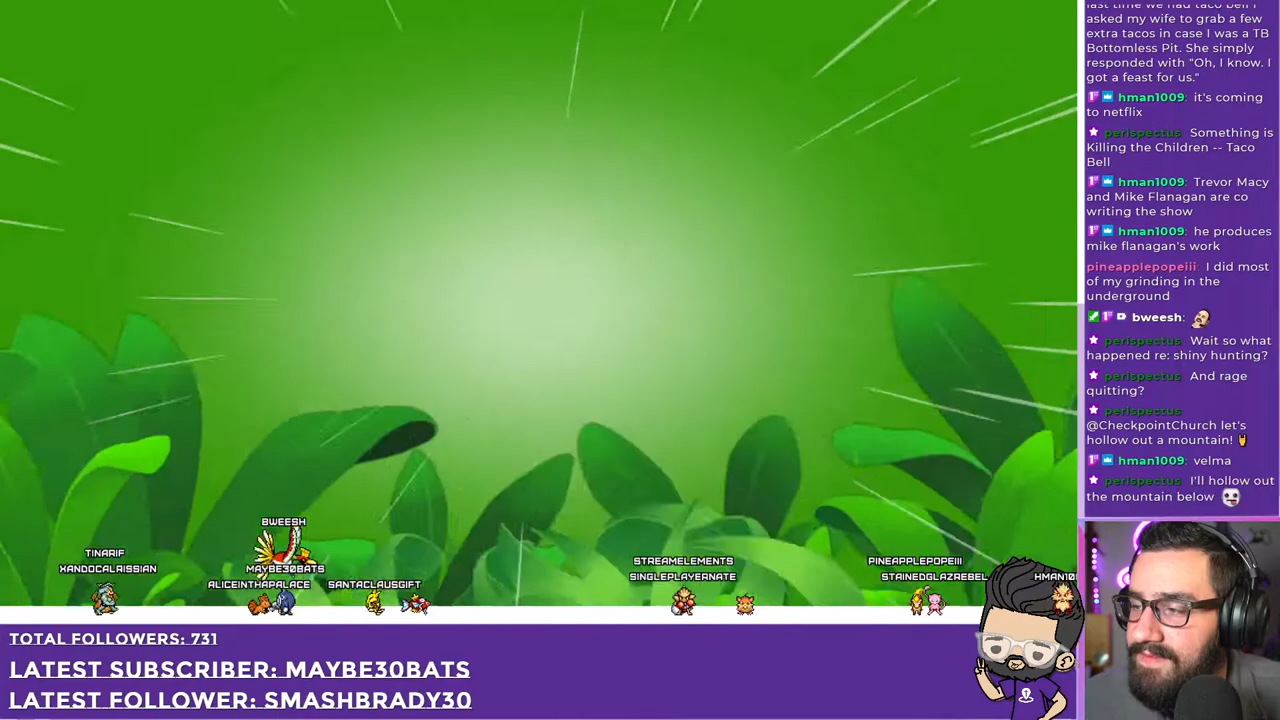 last time we had taco bell I
asked my wife to grab a few
extra tacos in case I was a TB
Bottomless Pit. She simply
responded with "Oh, I know. I
got a feast for us."
hman1009: it's coming
to netflix
perispectus Something is
Killing the Children -- Taco
Bell
hman1009: Trevor Macy
and Mike Flanagan are co
writing the show
hman1009: he produces
mike flanagan's work
pineapplepopeiii: I did most
of my grinding in the
underground
bweesh:
perispectus Wait so what
happened re: shiny hunting?
perispectus And rage
quitting?
perispectus
@CheckpointChurch let's
hollow out a mountain!
hman1009: velma
perispectus I'll hollow out
the mountain below
BWEESH
TINARIF
XANDOCALRISSIAN
MAYBE30BATS
ALICEINTHAPALACE
SANTACLAUSGIFT
STREAMELEMENTS
SINGLEPLAYERNATE
PINEAPPLEPOPEIII
STAINEDGLAZREBEL
TOTAL FOLLOWERS: 731
LATEST SUBSCRIBER: MAYBE30BATS
LATEST FOLLOWER: SMASHBRADY30